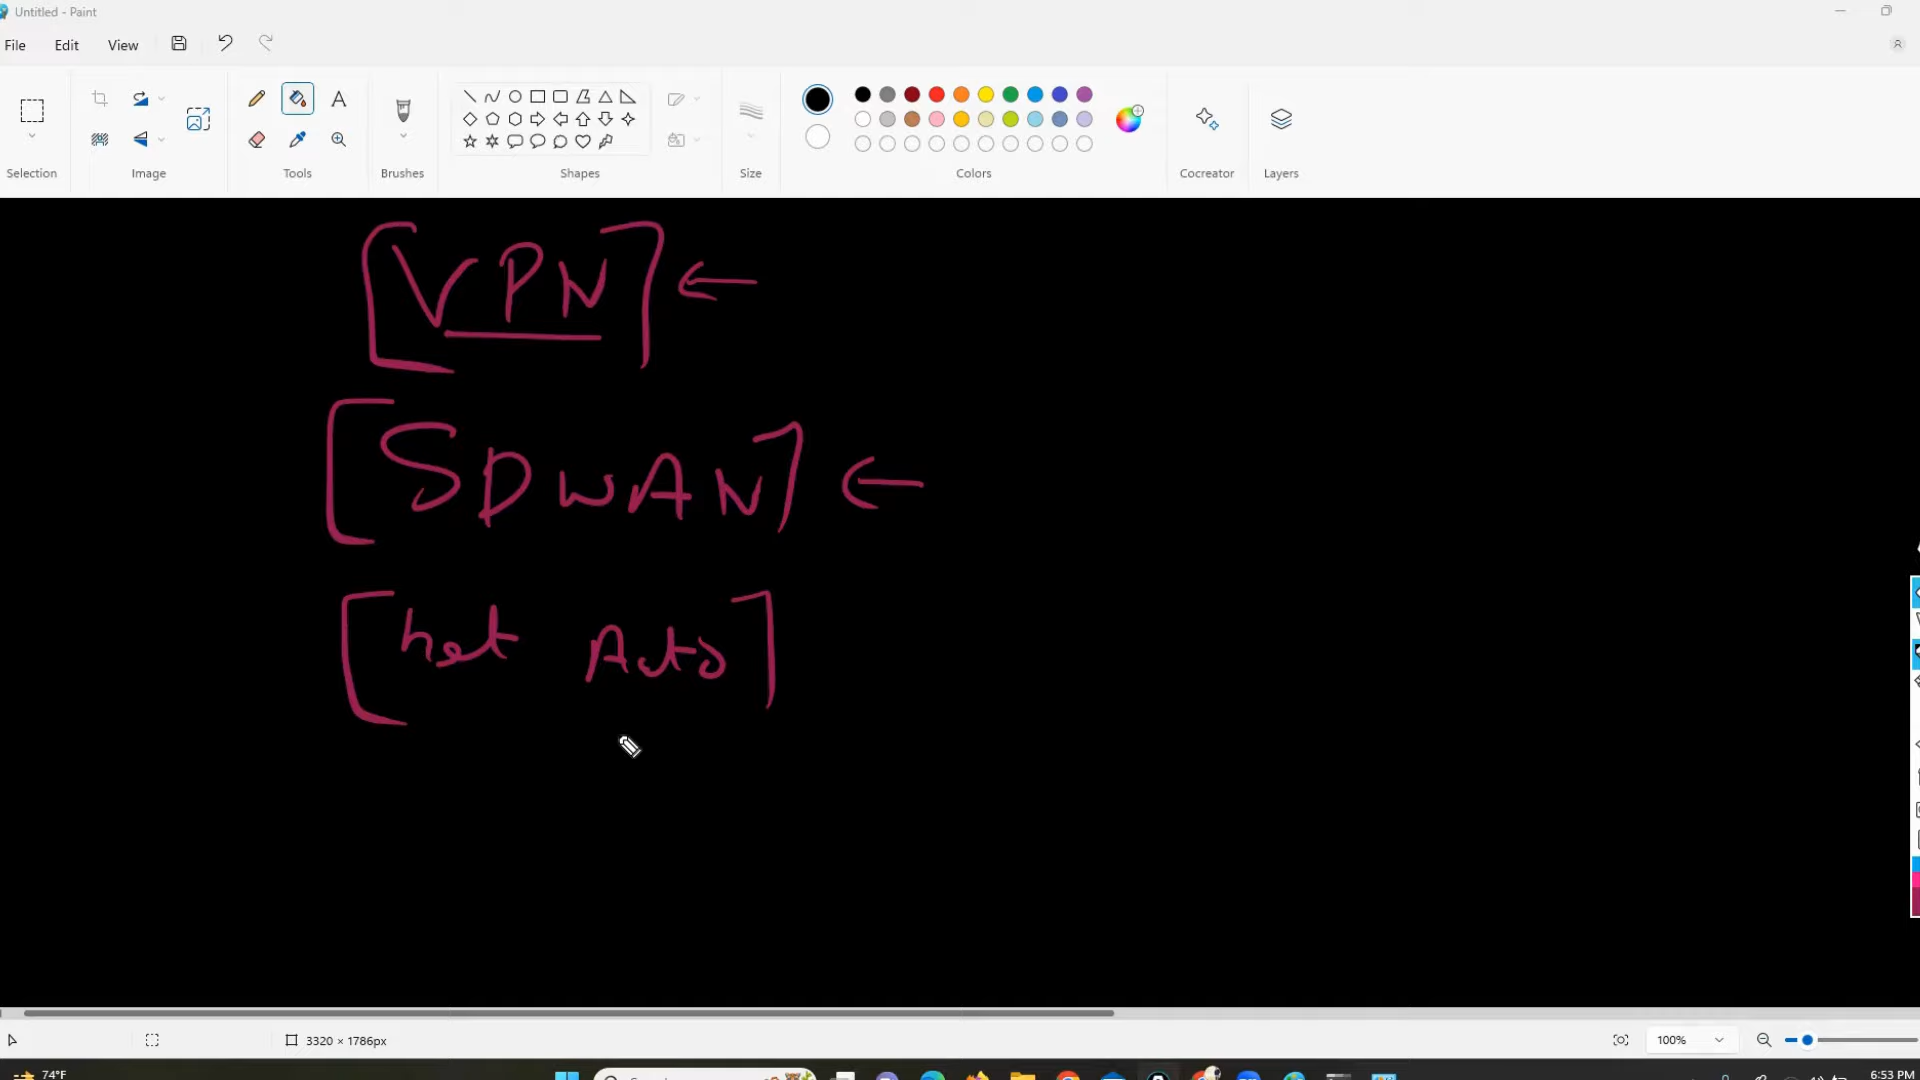 Untitled - Paint
File Edit View
Selection Image Tools Brushes Shapes Size Colors Cocreator Layers
[VPN] ←
[SDWAN] ←
[net Auto]
3320 × 1786px
100%
74°F
6:53 PM